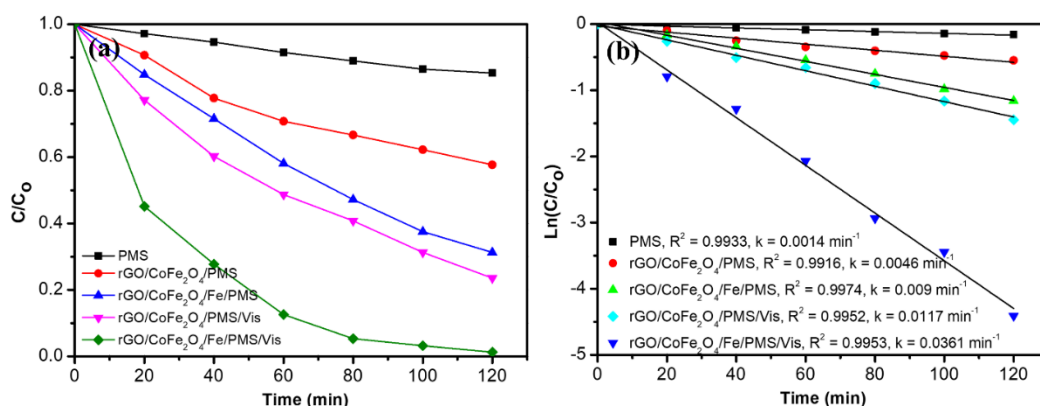 (a)
C/C₀
1.0
0.8
0.6
0.4
0.2
0.0
PMS
rGO/CoFe₂O₄/PMS
rGO/CoFe₂O₄/Fe/PMS
rGO/CoFe₂O₄/PMS/Vis
rGO/CoFe₂O₄/Fe/PMS/Vis
0 20 40 60 80 100 120
Time (min)
(b)
Ln(C/C₀)
-0
-1
-2
-3
-4
-5
PMS, R² = 0.9933, k = 0.0014 min⁻¹
rGO/CoFe₂O₄/PMS, R² = 0.9916, k = 0.0046 min⁻¹
rGO/CoFe₂O₄/Fe/PMS, R² = 0.9974, k = 0.009 min⁻¹
rGO/CoFe₂O₄/PMS/Vis, R² = 0.9952, k = 0.0117 min⁻¹
rGO/CoFe₂O₄/Fe/PMS/Vis, R² = 0.9953, k = 0.0361 min⁻¹
0 20 40 60 80 100 120
Time (min)